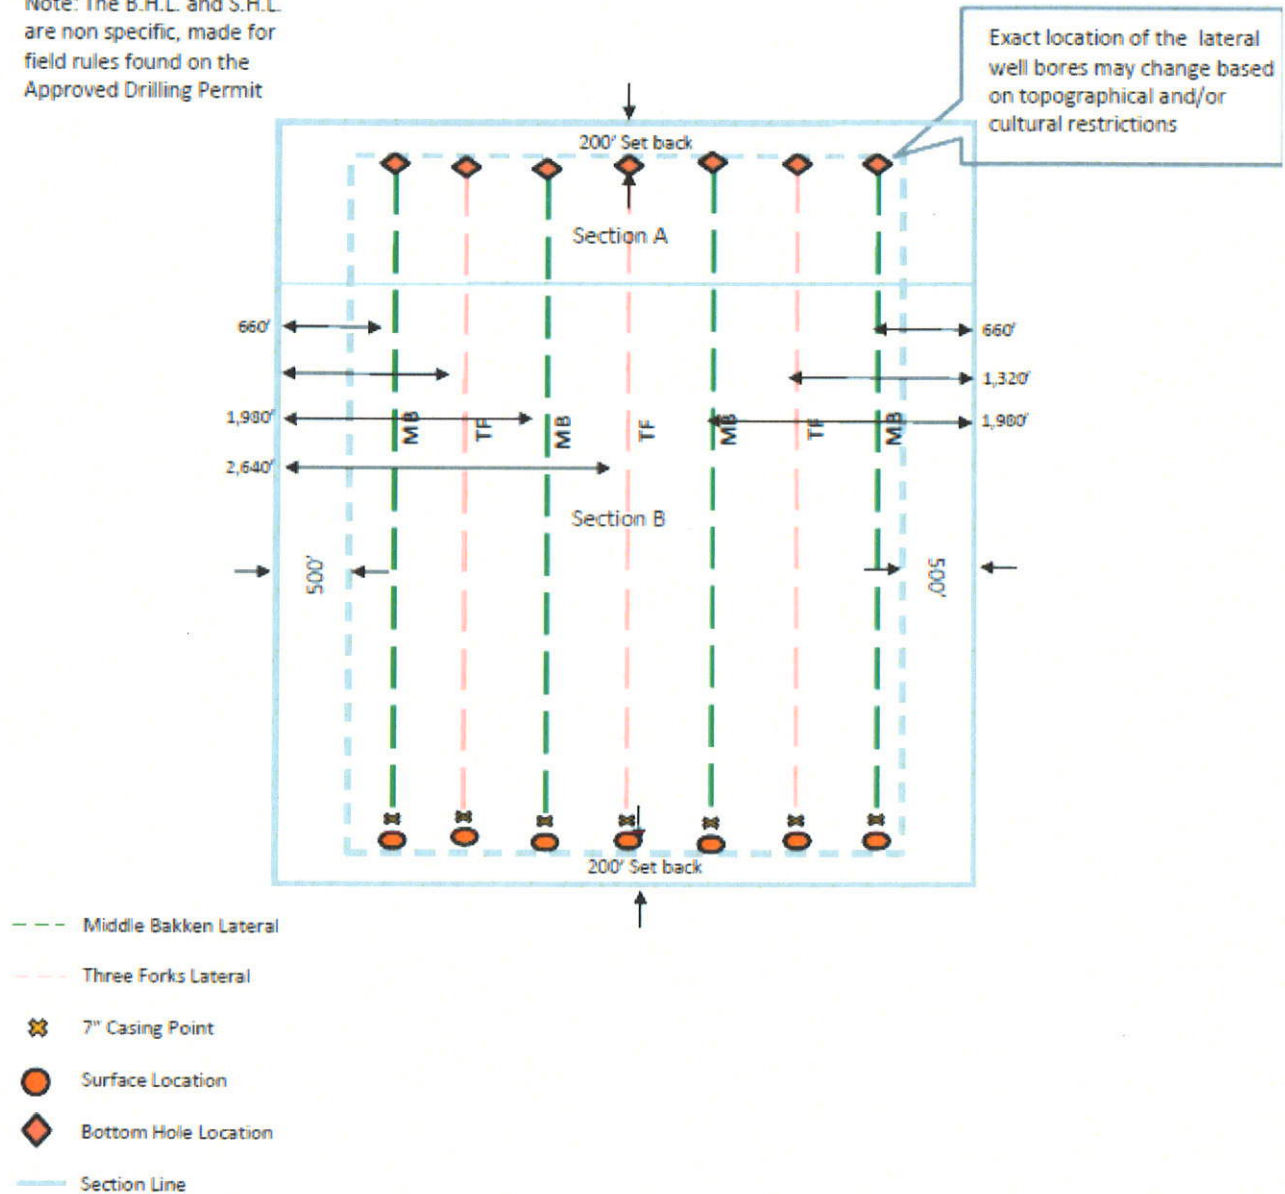 Note: The B.H.L. and S.H.L.
are non specific, made for
field rules found on the
Approved Drilling Permit
Exact location of the lateral
well bores may change based
on topographical and/or
cultural restrictions
200' Set back
Section A
660'
660'
1,320'
1,980'
1,980'
MB
TF
MB
TF
MB
TF
MB
2,640'
Section B
500'
500'
200' Set back
Middle Bakken Lateral
Three Forks Lateral
7" Casing Point
Surface Location
Bottom Hole Location
Section Line